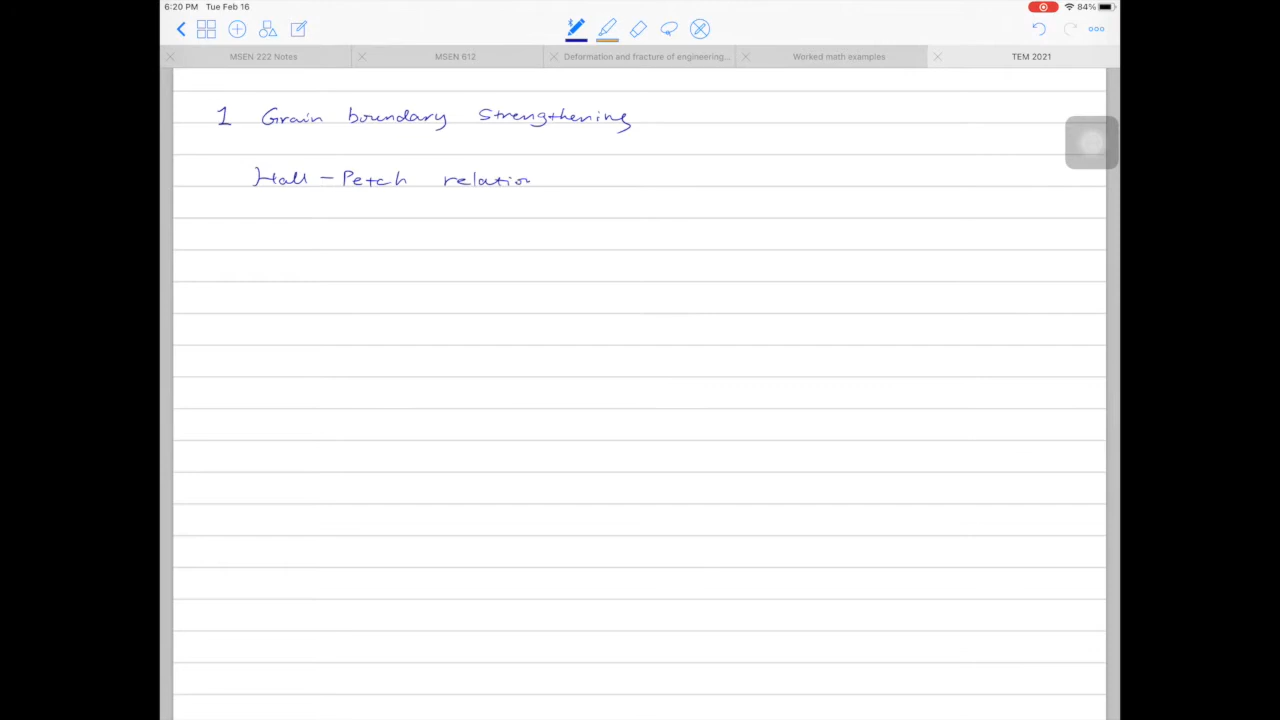 6:20 PM Tue Feb 16
84%
MSEN 222 Notes
MSEN 612
Deformation and fracture of engineering...
Worked math examples
TEM 2021
1 Grain boundary strengthening
Hall-Petch relation